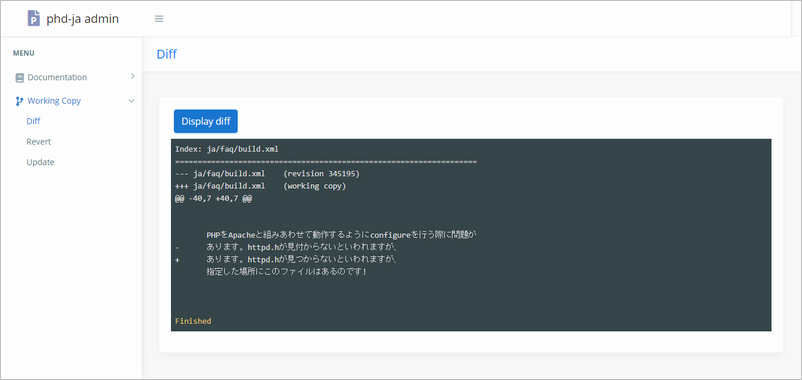 phd-ja admin
MENU
Documentation
Working Copy
Diff
Revert
Update
Diff
Display diff
Index: ja/faq/build.xml
===================================================================
--- ja/faq/build.xml    (revision 345195)
+++ ja/faq/build.xml    (working copy)
@@ -40,7 +40,7 @@
PHPをApacheと組みあわせて動作するようにconfigureを行う際に問題が
-      あります。httpd.hが見付からないといわれますが、
+      あります。httpd.hが見つからないといわれますが、
指定した場所にこのファイルはあるのです!
Finished